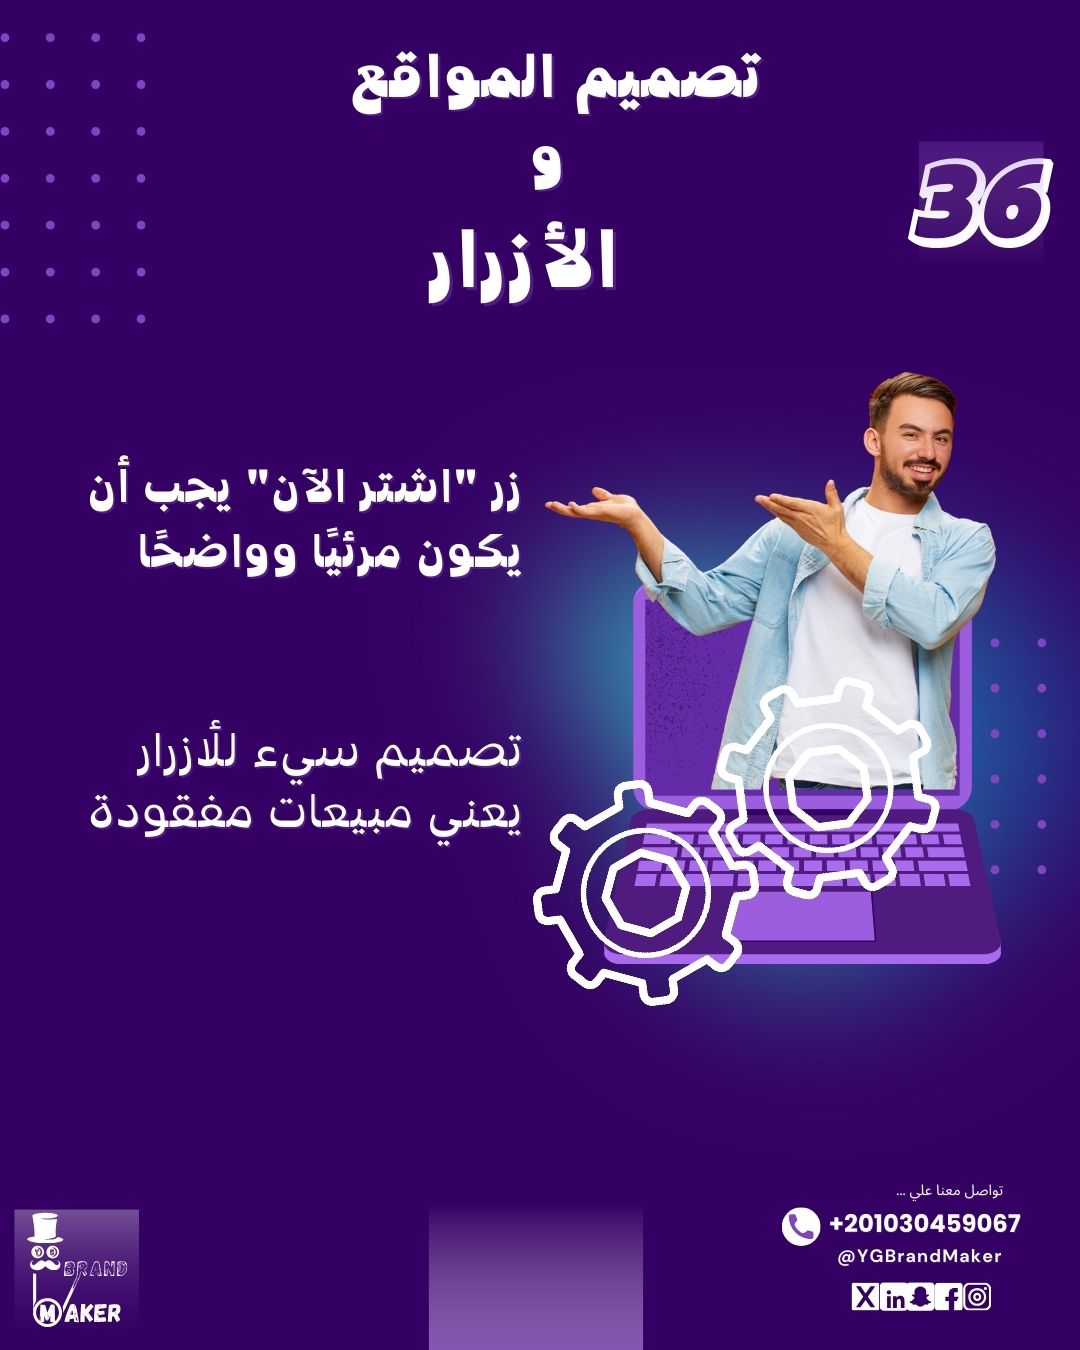 تصميم المواقع
و
الأزرار
36
زر "اشتر الآن" يجب أن
يكون مرئيًا وواضحًا
تصميم سيء للأزرار
يعني مبيعات مفقودة
تواصل معنا علي ...
+201030459067
@YGBrandMaker
BRAND
MAKER